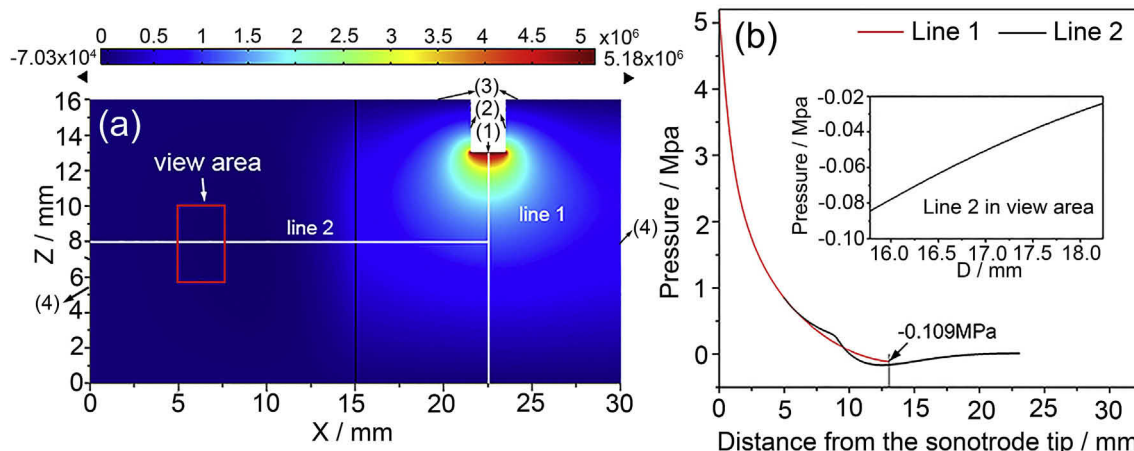 0 0.5 1 1.5 2 2.5 3 3.5 4 4.5 5 x10⁶
-7.03x10⁴ 5.18x10⁶
(a)
Z / mm
16
14
12
10
8
6
4
2
0
view area
line 2
line 1
(3)
(2)
(1)
(4)
(4)
0 5 10 15 20 25 30
X / mm
(b)
Line 1 Line 2
Pressure / Mpa
5
4
3
2
1
0
-0.109MPa
Pressure / Mpa
-0.02
-0.04
-0.06
-0.08
-0.10
Line 2 in view area
16.0 16.5 17.0 17.5 18.0
D / mm
0 5 10 15 20 25 30
Distance from the sonotrode tip / mm